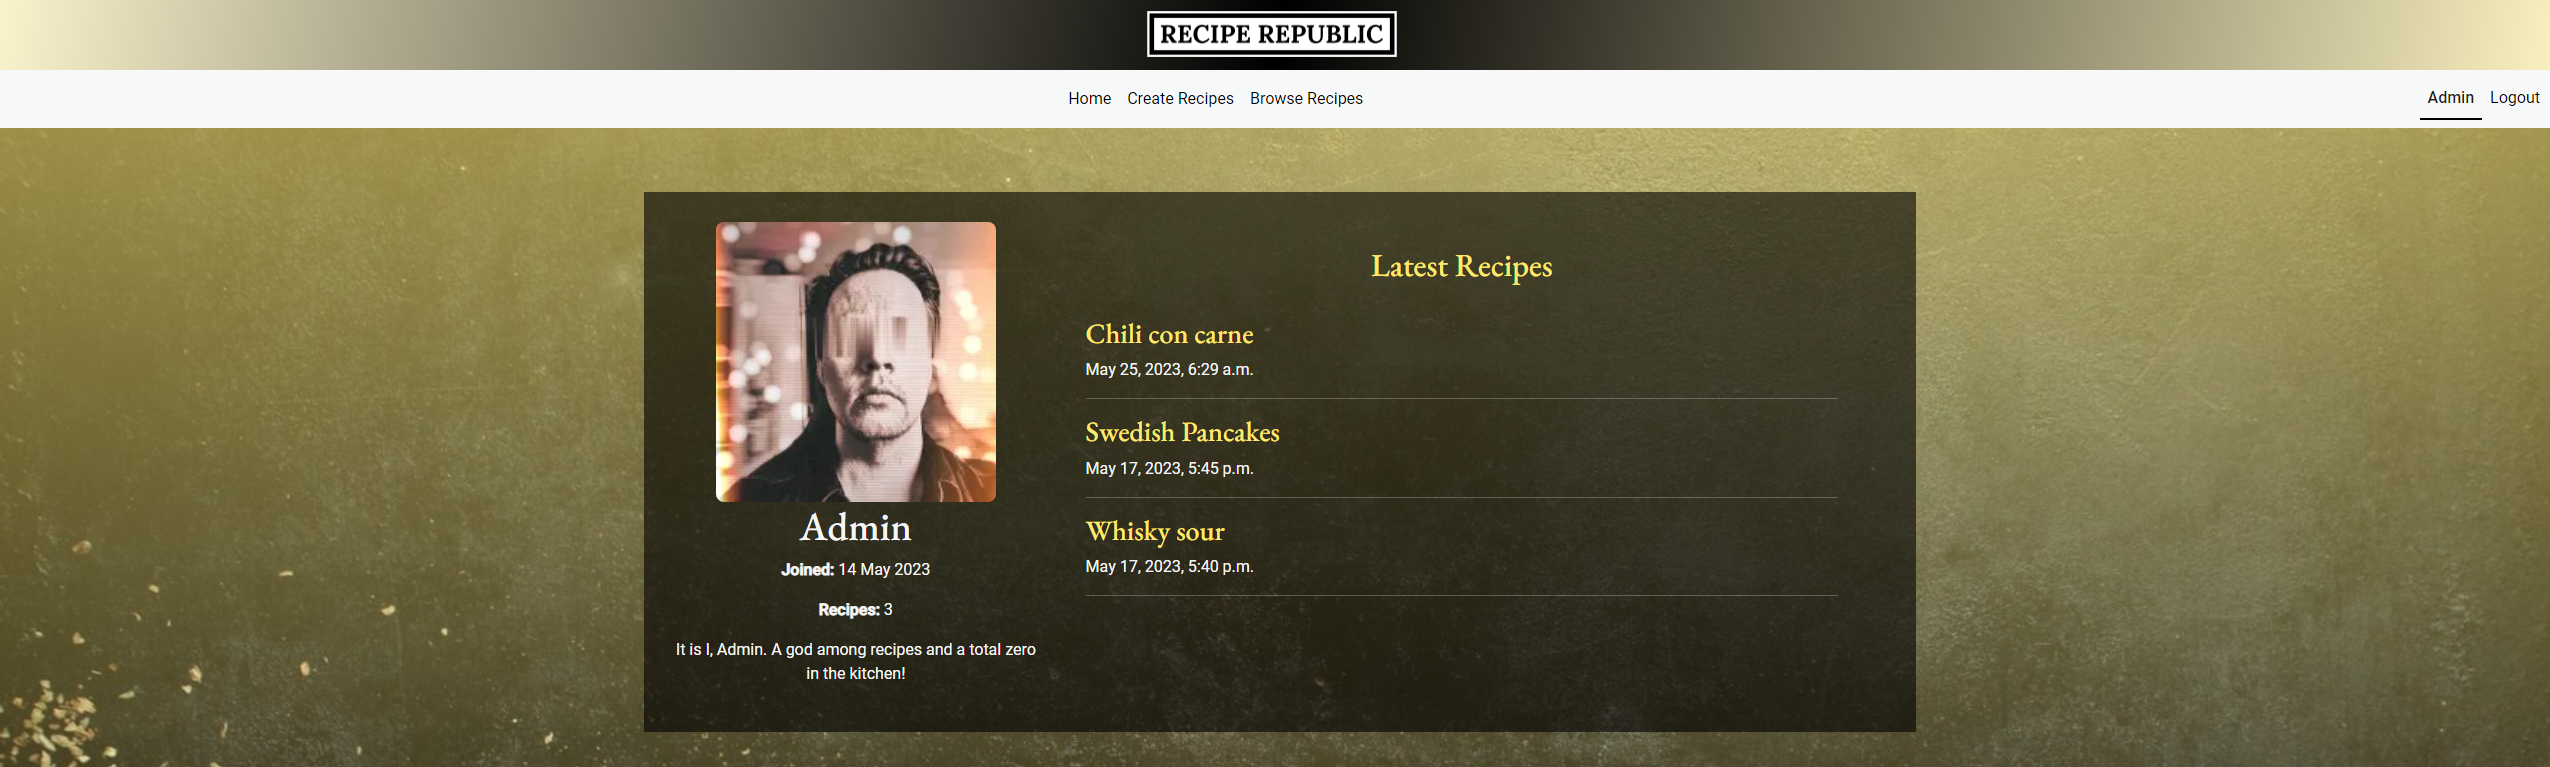 RECIPE REPUBLIC
Home Create Recipes Browse Recipes
Admin Logout
Admin
Joined: 14 May 2023
Recipes: 3
It is I, Admin. A god among recipes and a total zero
in the kitchen!
Latest Recipes
Chili con carne
May 25, 2023, 6:29 a.m.
Swedish Pancakes
May 17, 2023, 5:45 p.m.
Whisky sour
May 17, 2023, 5:40 p.m.